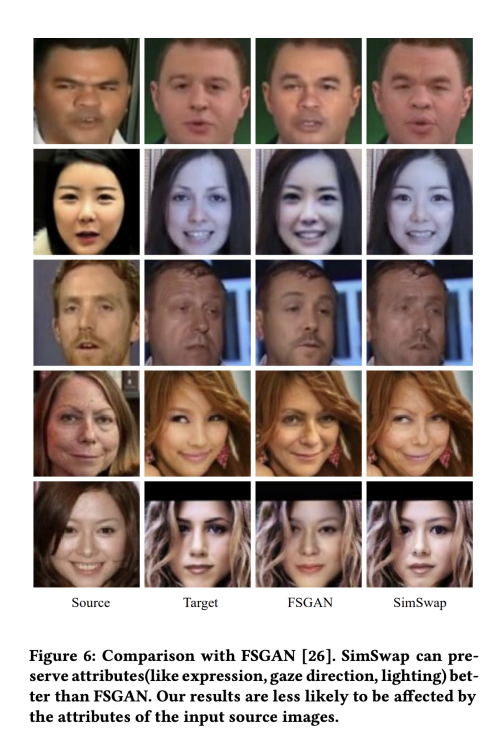 Source Target FSGAN SimSwap
Figure 6: Comparison with FSGAN [26]. SimSwap can pre-
serve attributes(like expression, gaze direction, lighting) bet-
ter than FSGAN. Our results are less likely to be affected by
the attributes of the input source images.